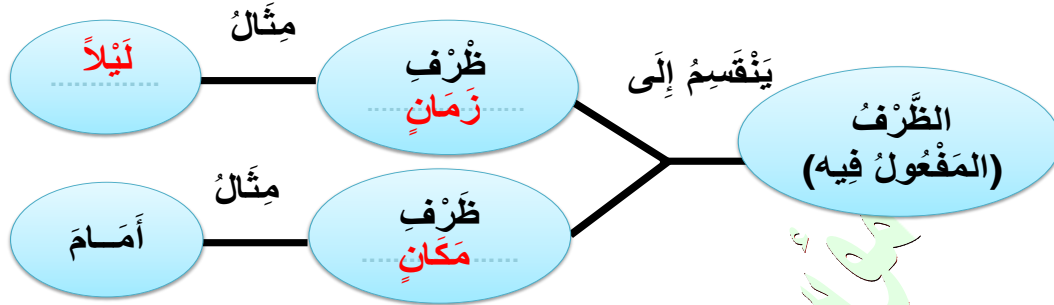 الظَّرْفُ
(المَفْعُولُ فِيه)
يَنْقَسِمُ إِلَى
ظْرْفِ
زَمَانٍ
مِثَالُ
لَيْلاً
ظَرْفِ
مَكَانٍ
مِثَالُ
أَمَــامَ